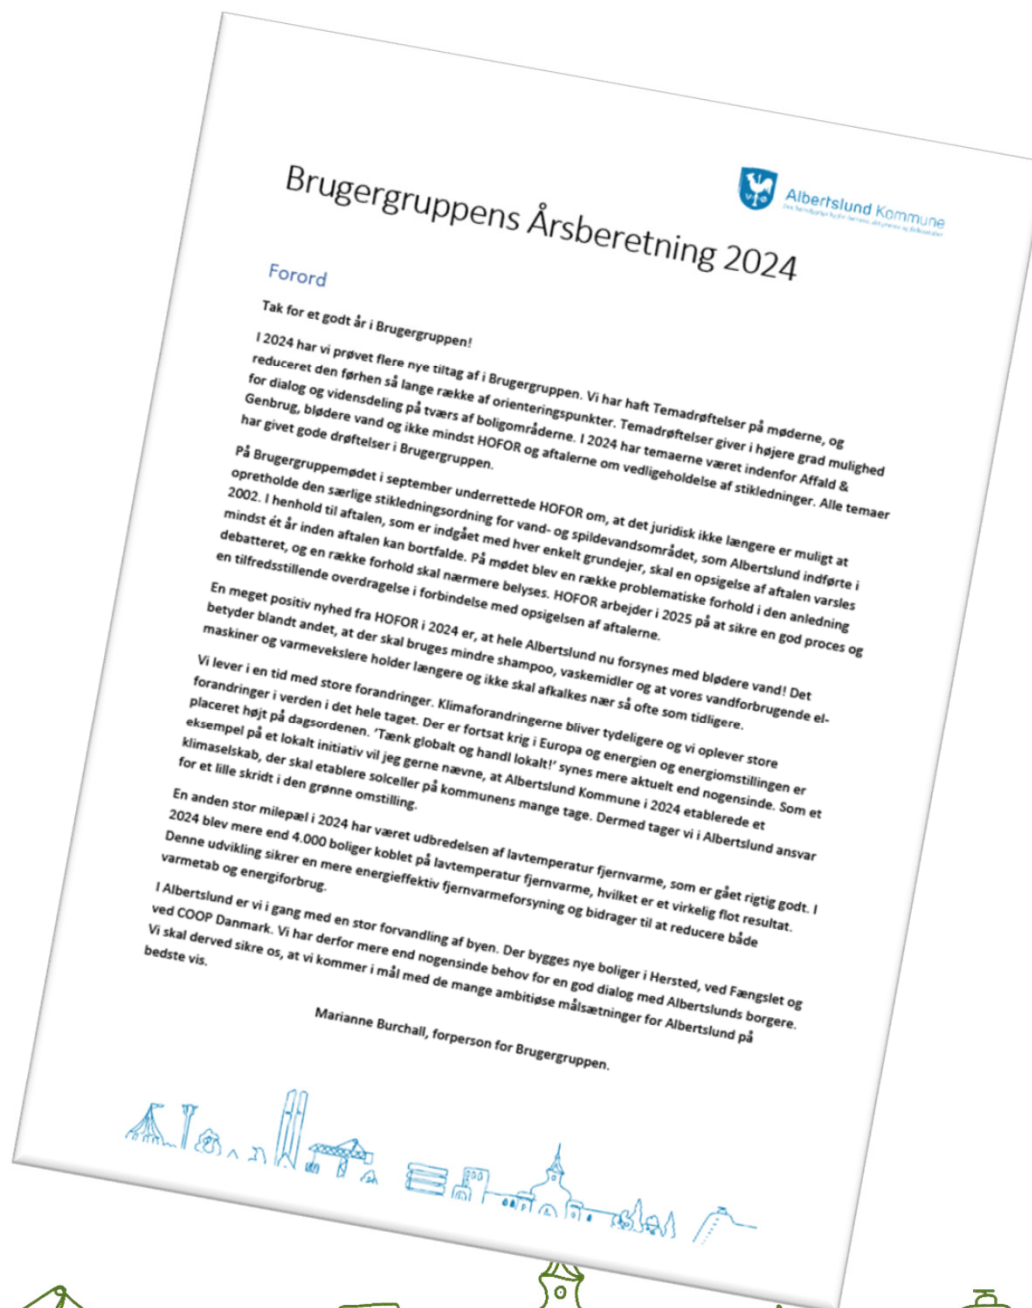 Albertslund Kommune
Brugergruppens Årsberetning 2024
Forord
Tak for et godt år i Brugergruppen!
I 2024 har vi prøvet flere nye tiltag af i Brugergruppen. Vi har haft Temadrøftelser på møderne, og
reduceret den førhen så lange række af orienteringspunkter. Temadrøftelser giver i højere grad mulighed
for dialog og vidensdeling på tværs af boligområderne. I 2024 har temaerne været indenfor Affald &
Genbrug, blødere vand og ikke mindst HOFOR og aftalerne om vedligeholdelse af stikledninger. Alle temaer
har givet gode drøftelser i Brugergruppen.
På Brugergruppemødet i september underrettede HOFOR om, at det juridisk ikke længere er muligt at
opretholde den særlige stikledningsordning for vand- og spildevandsområdet, som Albertslund indførte i
2002. I henhold til aftalen, som er indgået med hver enkelt grundejer, skal en opsigelse af aftalen varsles
mindst ét år inden aftalen kan bortfalde. På mødet blev en række problematiske forhold i den anledning
debatteret, og en række forhold skal nærmere belyses. HOFOR arbejder i 2025 på at sikre en god proces og
en tilfredsstillende overdragelse i forbindelse med opsigelsen af aftalerne.
En meget positiv nyhed fra HOFOR i 2024 er, at hele Albertslund nu forsynes med blødere vand! Det
betyder blandt andet, at der skal bruges mindre shampoo, vaskemidler og at vores vandforbrugende el-
maskiner og varmevekslere holder længere og ikke skal afkalkes nær så ofte som tidligere.
Vi lever i en tid med store forandringer. Klimaforandringerne bliver tydeligere og vi oplever store
forandringer i verden i det hele taget. Der er fortsat krig i Europa og energien og energiomstillingen er
placeret højt på dagsordenen. 'Tænk globalt og handl lokalt!' synes mere aktuelt end nogensinde. Som et
eksempel på et lokalt initiativ vil jeg gerne nævne, at Albertslund Kommune i 2024 etablerede et
klimaselskab, der skal etablere solceller på kommunens mange tage. Dermed tager vi i Albertslund ansvar
for et lille skridt i den grønne omstilling.
En anden stor milepæl i 2024 har været udbredelsen af lavtemperatur fjernvarme, som er gået rigtig godt. I
2024 blev mere end 4.000 boliger koblet på lavtemperatur fjernvarme, hvilket er et virkelig flot resultat.
Denne udvikling sikrer en mere energieffektiv fjernvarmeforsyning og bidrager til at reducere både
varmetab og energiforbrug.
I Albertslund er vi i gang med en stor forvandling af byen. Der bygges nye boliger i Hersted, ved Fængslet og
ved COOP Danmark. Vi har derfor mere end nogensinde behov for en god dialog med Albertslunds borgere.
Vi skal derved sikre os, at vi kommer i mål med de mange ambitiøse målsætninger for Albertslund på
bedste vis.
Marianne Burchall, forperson for Brugergruppen.